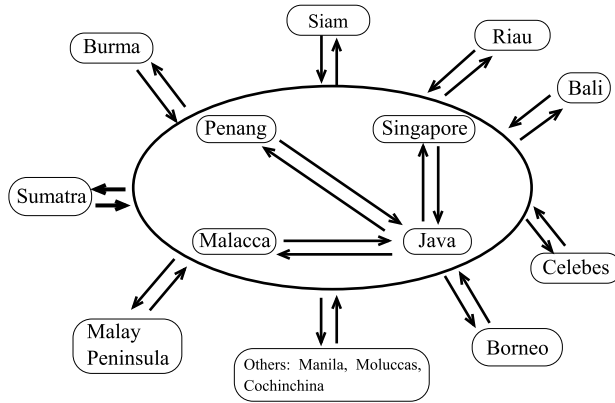 Siam
Burma
Riau
Bali
Penang
Singapore
Sumatra
Malacca
Java
Celebes
Malay
Peninsula
Borneo
Others: Manila, Moluccas,
Cochinchina